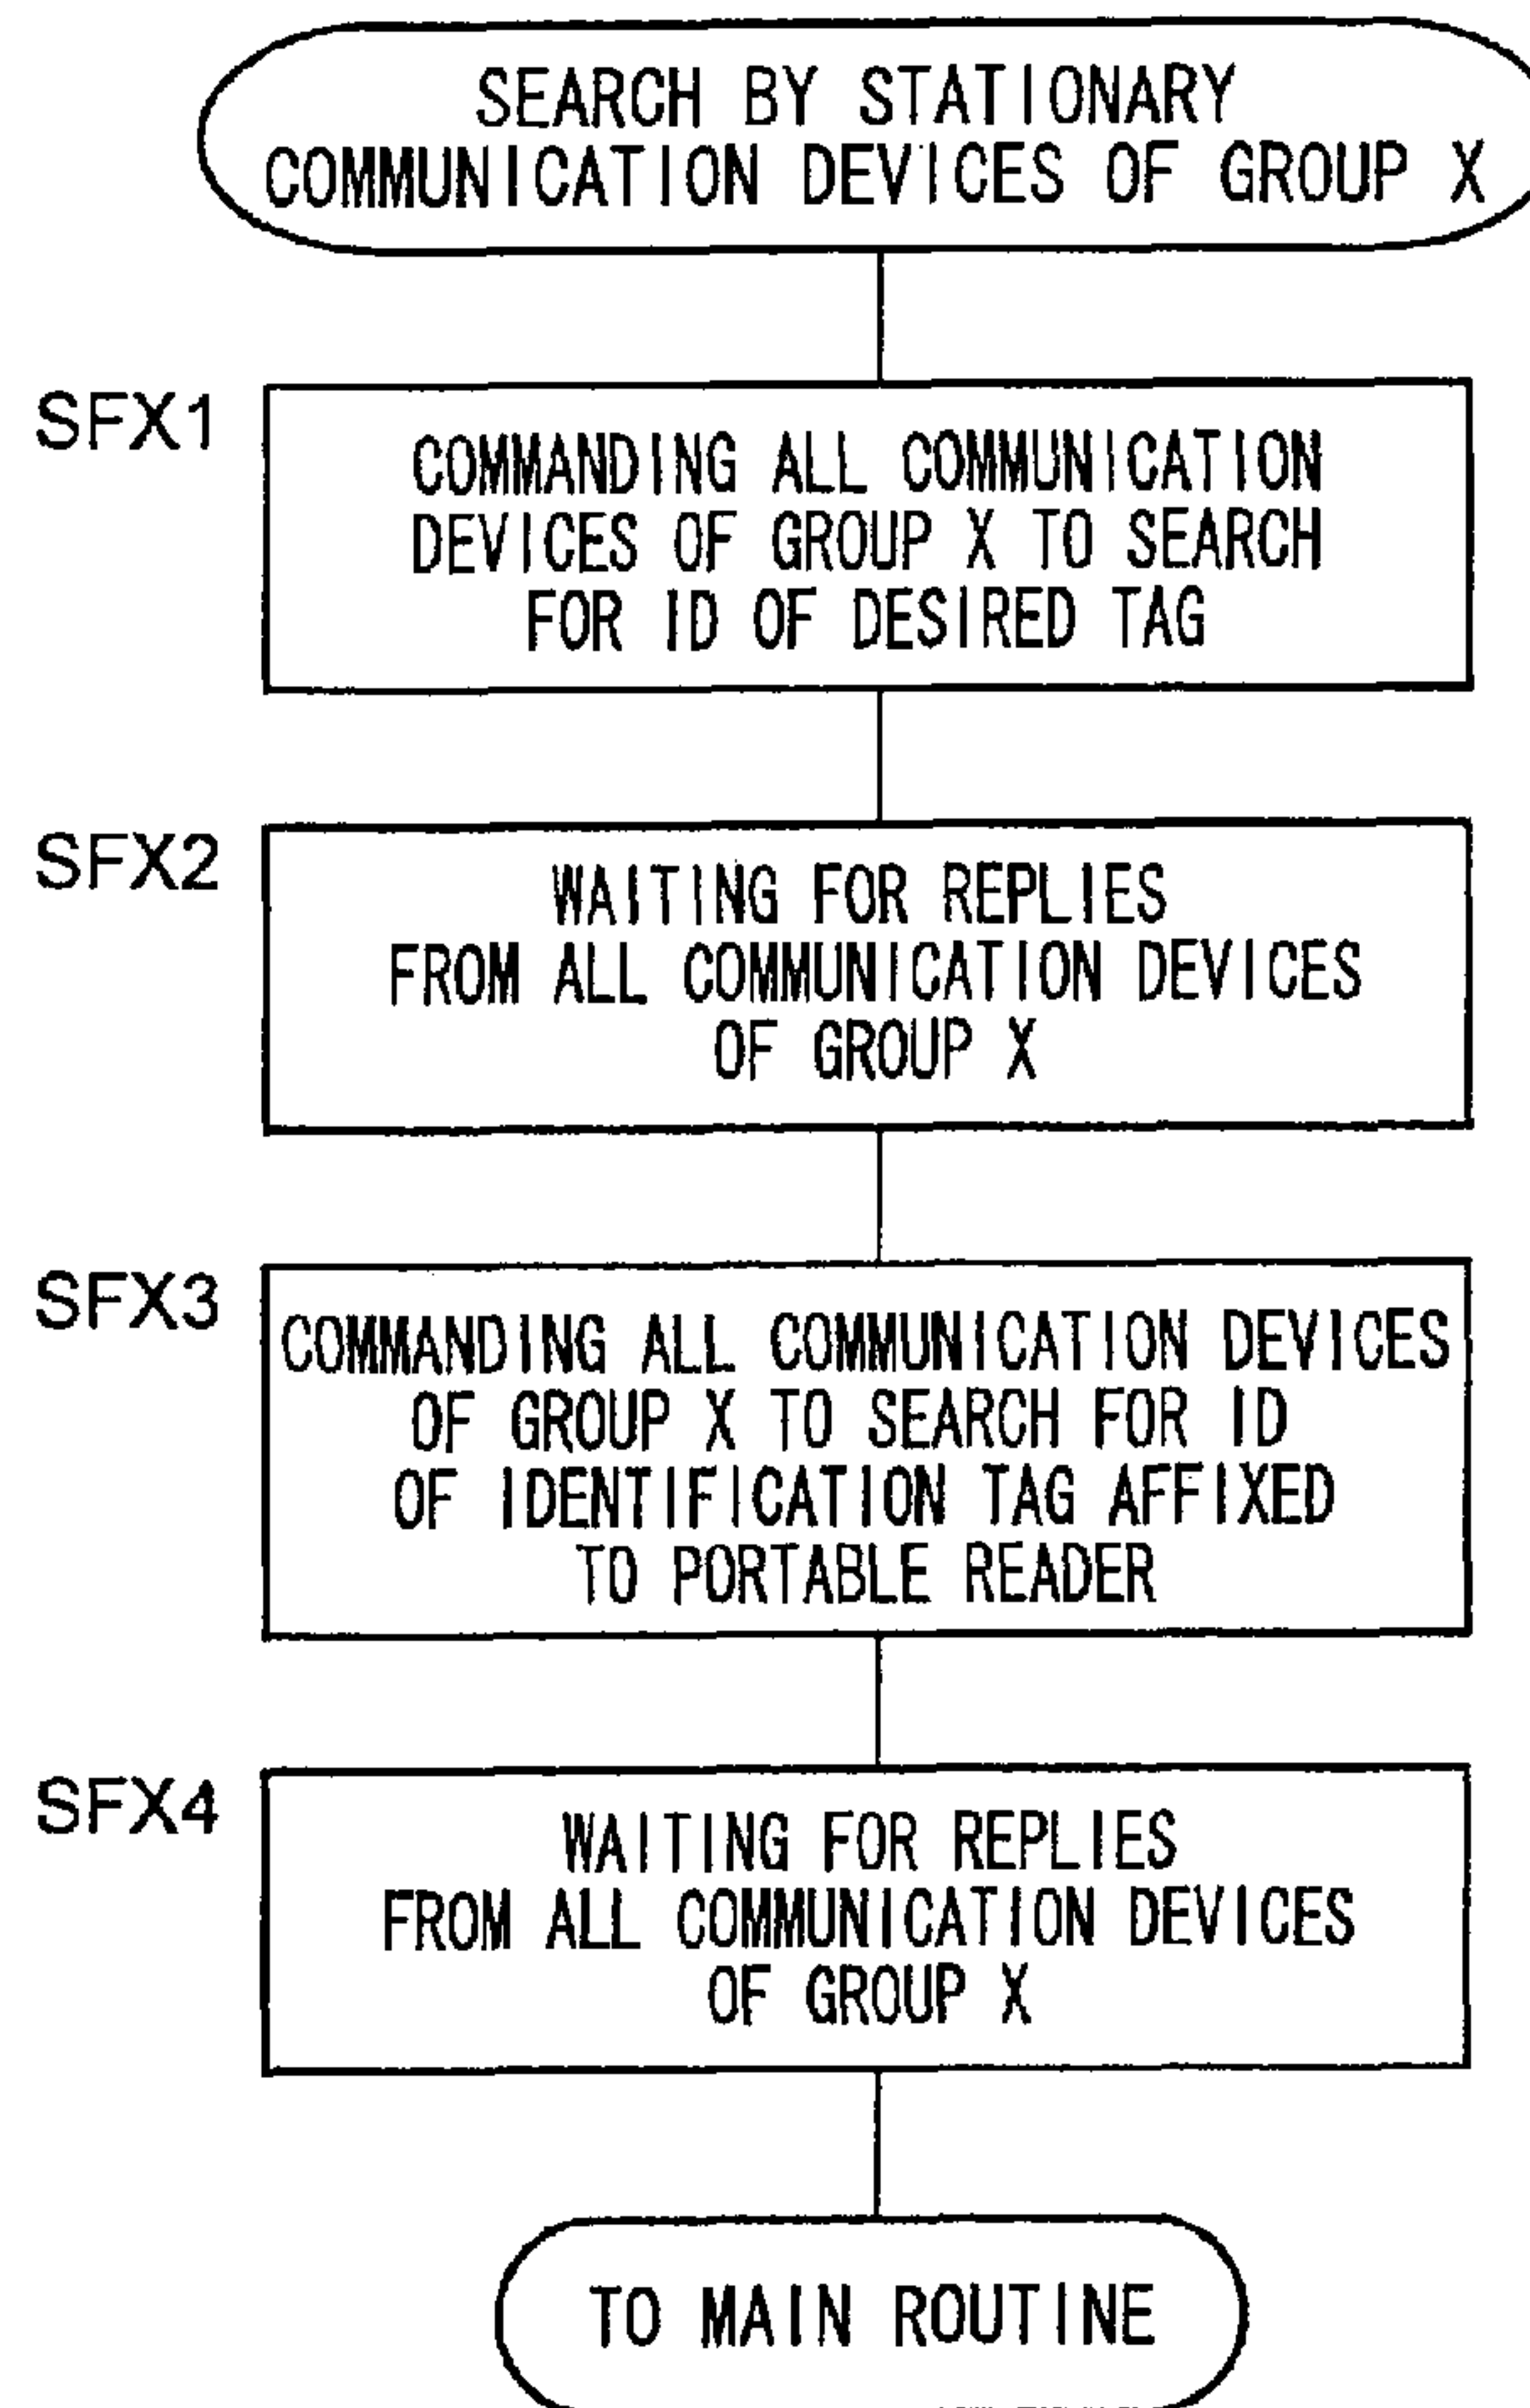 SEARCH BY STATIONARY
COMMUNICATION DEVICES OF GROUP X
SFX1
COMMANDING ALL COMMUNICATION
DEVICES OF GROUP X TO SEARCH
FOR ID OF DESIRED TAG
SFX2
WAITING FOR REPLIES
FROM ALL COMMUNICATION DEVICES
OF GROUP X
SFX3
COMMANDING ALL COMMUNICATION DEVICES
OF GROUP X TO SEARCH FOR ID
OF IDENTIFICATION TAG AFFIXED
TO PORTABLE READER
SFX4
WAITING FOR REPLIES
FROM ALL COMMUNICATION DEVICES
OF GROUP X
TO MAIN ROUTINE